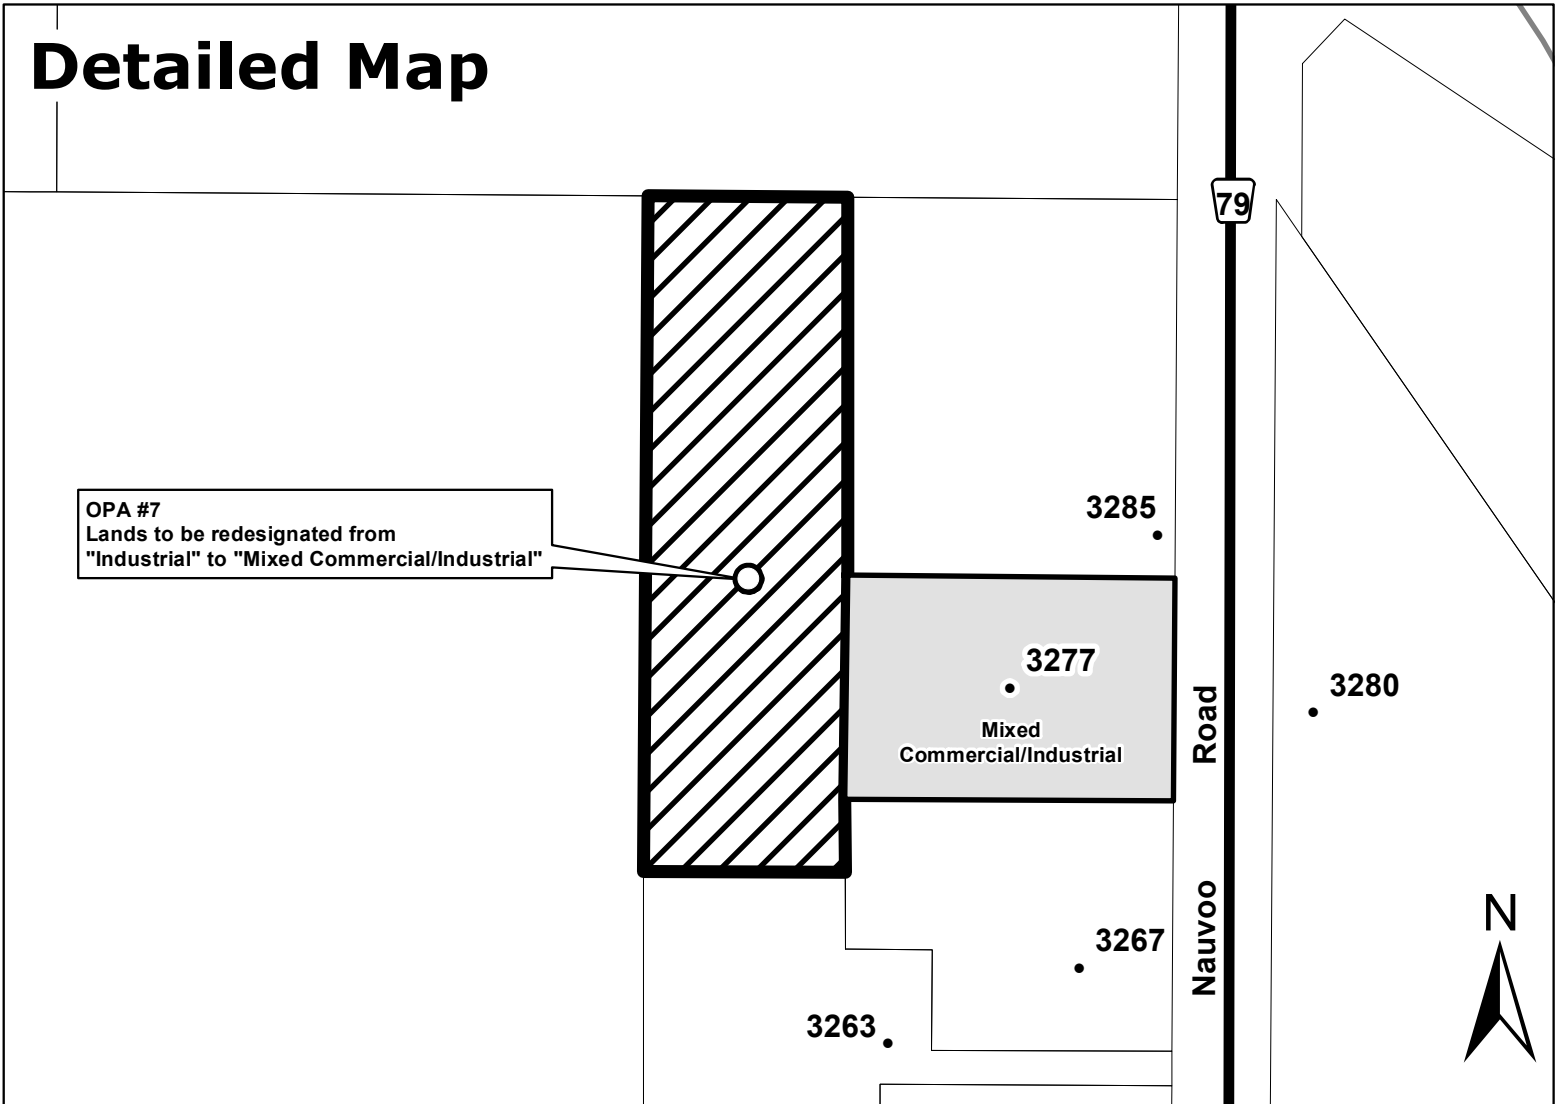 Detailed Map
79
OPA #7
Lands to be redesignated from
"Industrial" to "Mixed Commercial/Industrial"
3285
3277
Mixed
Commercial/Industrial
3280
Nauvoo Road
3267
3263
N